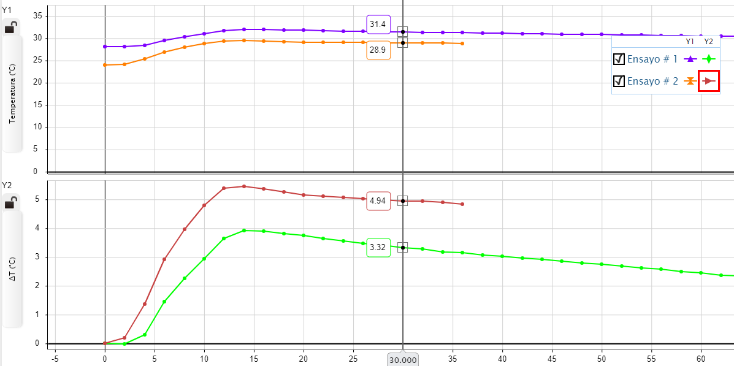 Y1
35
30
25
20
15
10
5
0
Temperatura (°C)
31.4
28.9
Y1 Y2
Ensayo # 1
Ensayo # 2
Y2
5
4
3
2
1
0
ΔT (°C)
4.94
3.32
-5 0 5 10 15 20 25 30.000 35 40 45 50 55 60